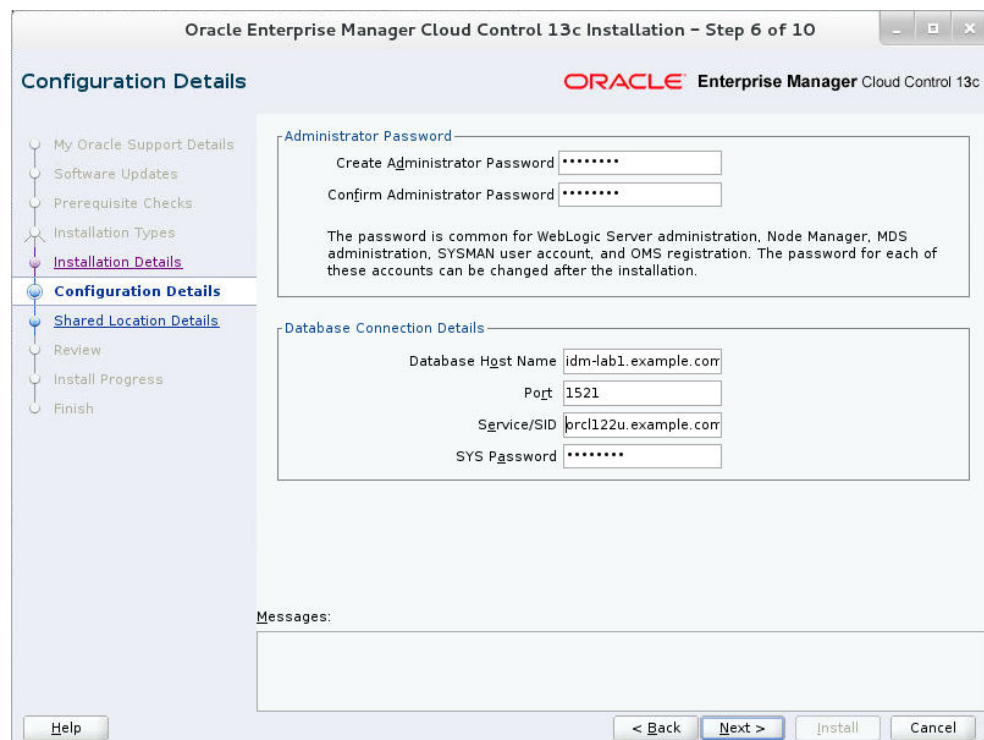 Oracle Enterprise Manager Cloud Control 13c Installation – Step 6 of 10
Configuration Details
ORACLE Enterprise Manager Cloud Control 13c
My Oracle Support Details
Software Updates
Prerequisite Checks
Installation Types
Installation Details
Configuration Details
Shared Location Details
Review
Install Progress
Finish
Administrator Password
Create Administrator Password ••••••••
Confirm Administrator Password ••••••••
The password is common for WebLogic Server administration, Node Manager, MDS
administration, SYSMAN user account, and OMS registration. The password for each of
these accounts can be changed after the installation.
Database Connection Details
Database Host Name idm-lab1.example.com
Port 1521
Service/SID orcl122u.example.com
SYS Password ••••••••
Messages:
Help
< Back
Next >
Install
Cancel